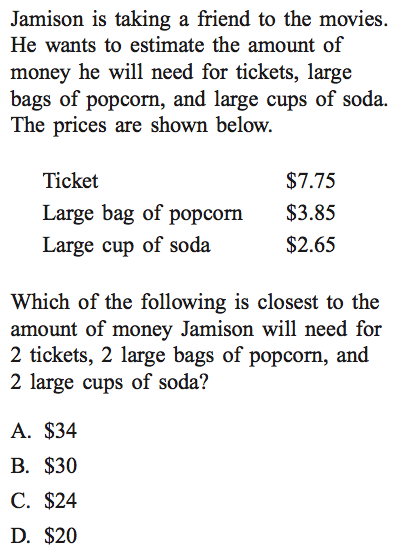 Jamison is taking a friend to the movies.
He wants to estimate the amount of
money he will need for tickets, large
bags of popcorn, and large cups of soda.
The prices are shown below.
Ticket $7.75
Large bag of popcorn $3.85
Large cup of soda $2.65
Which of the following is closest to the
amount of money Jamison will need for
2 tickets, 2 large bags of popcorn, and
2 large cups of soda?
A. $34
B. $30
C. $24
D. $20